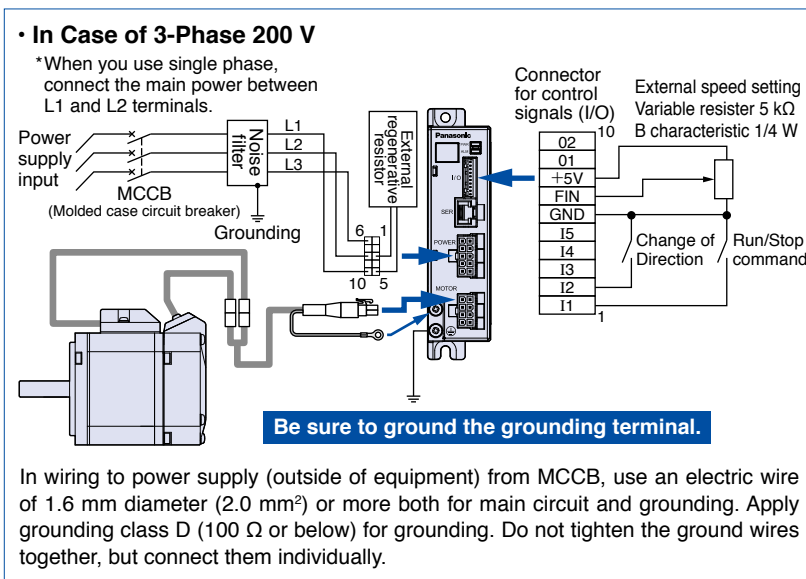 • In Case of 3-Phase 200 V
*When you use single phase,
connect the main power between
L1 and L2 terminals.
Power
supply
input
MCCB
(Molded case circuit breaker)
Noise
filter
L1
L2
L3
Grounding
External
regenerative
resistor
6 1
10 5
Panasonic
I/O
SER
POWER
MOTOR
Connector
for control
signals (I/O)
10
02
01
+5V
FIN
GND
I5
I4
I3
I2
I1
1
External speed setting
Variable resister 5 kΩ
B characteristic 1/4 W
Change of
Direction
Run/Stop
command
Be sure to ground the grounding terminal.
In wiring to power supply (outside of equipment) from MCCB, use an electric wire
of 1.6 mm diameter (2.0 mm²) or more both for main circuit and grounding. Apply
grounding class D (100 Ω or below) for grounding. Do not tighten the ground wires
together, but connect them individually.